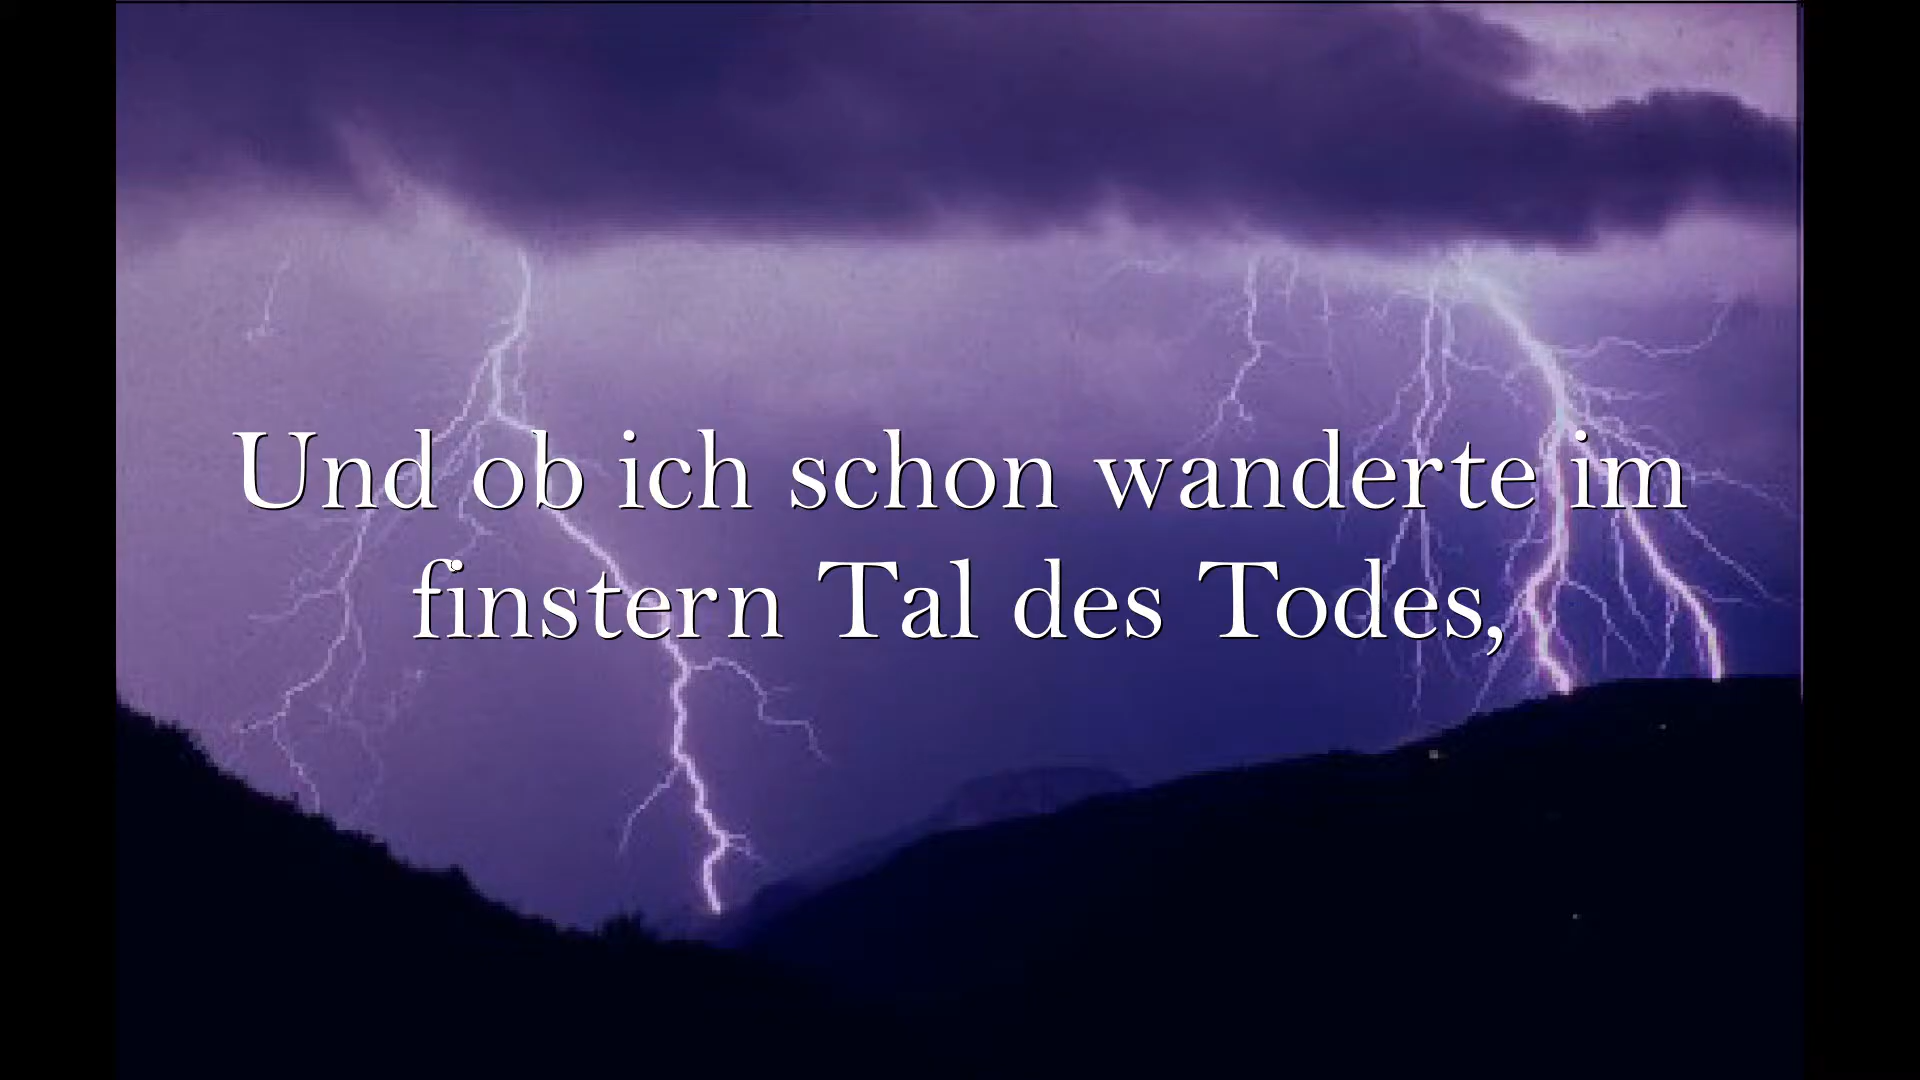 Und ob ich schon wanderte im
finstern Tal des Todes,